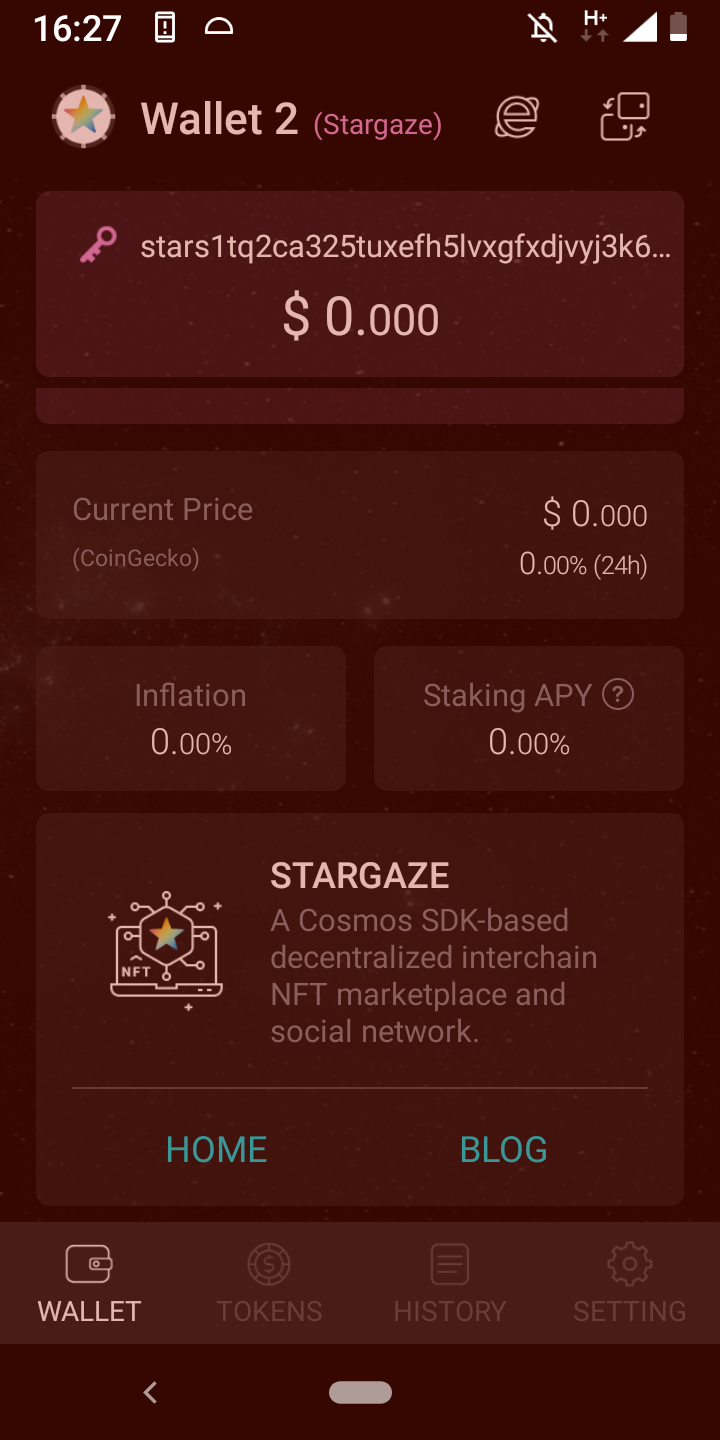 16:27
H+
Wallet 2 (Stargaze)
stars1tq2ca325tuxefh5lvxgfxdjvyj3k6...
$ 0.000
Current Price
$ 0.000
(CoinGecko)
0.00% (24h)
Inflation
Staking APY ?
0.00%
0.00%
STARGAZE
A Cosmos SDK-based
decentralized interchain
NFT marketplace and
social network.
NFT
HOME
BLOG
WALLET
TOKENS
HISTORY
SETTING